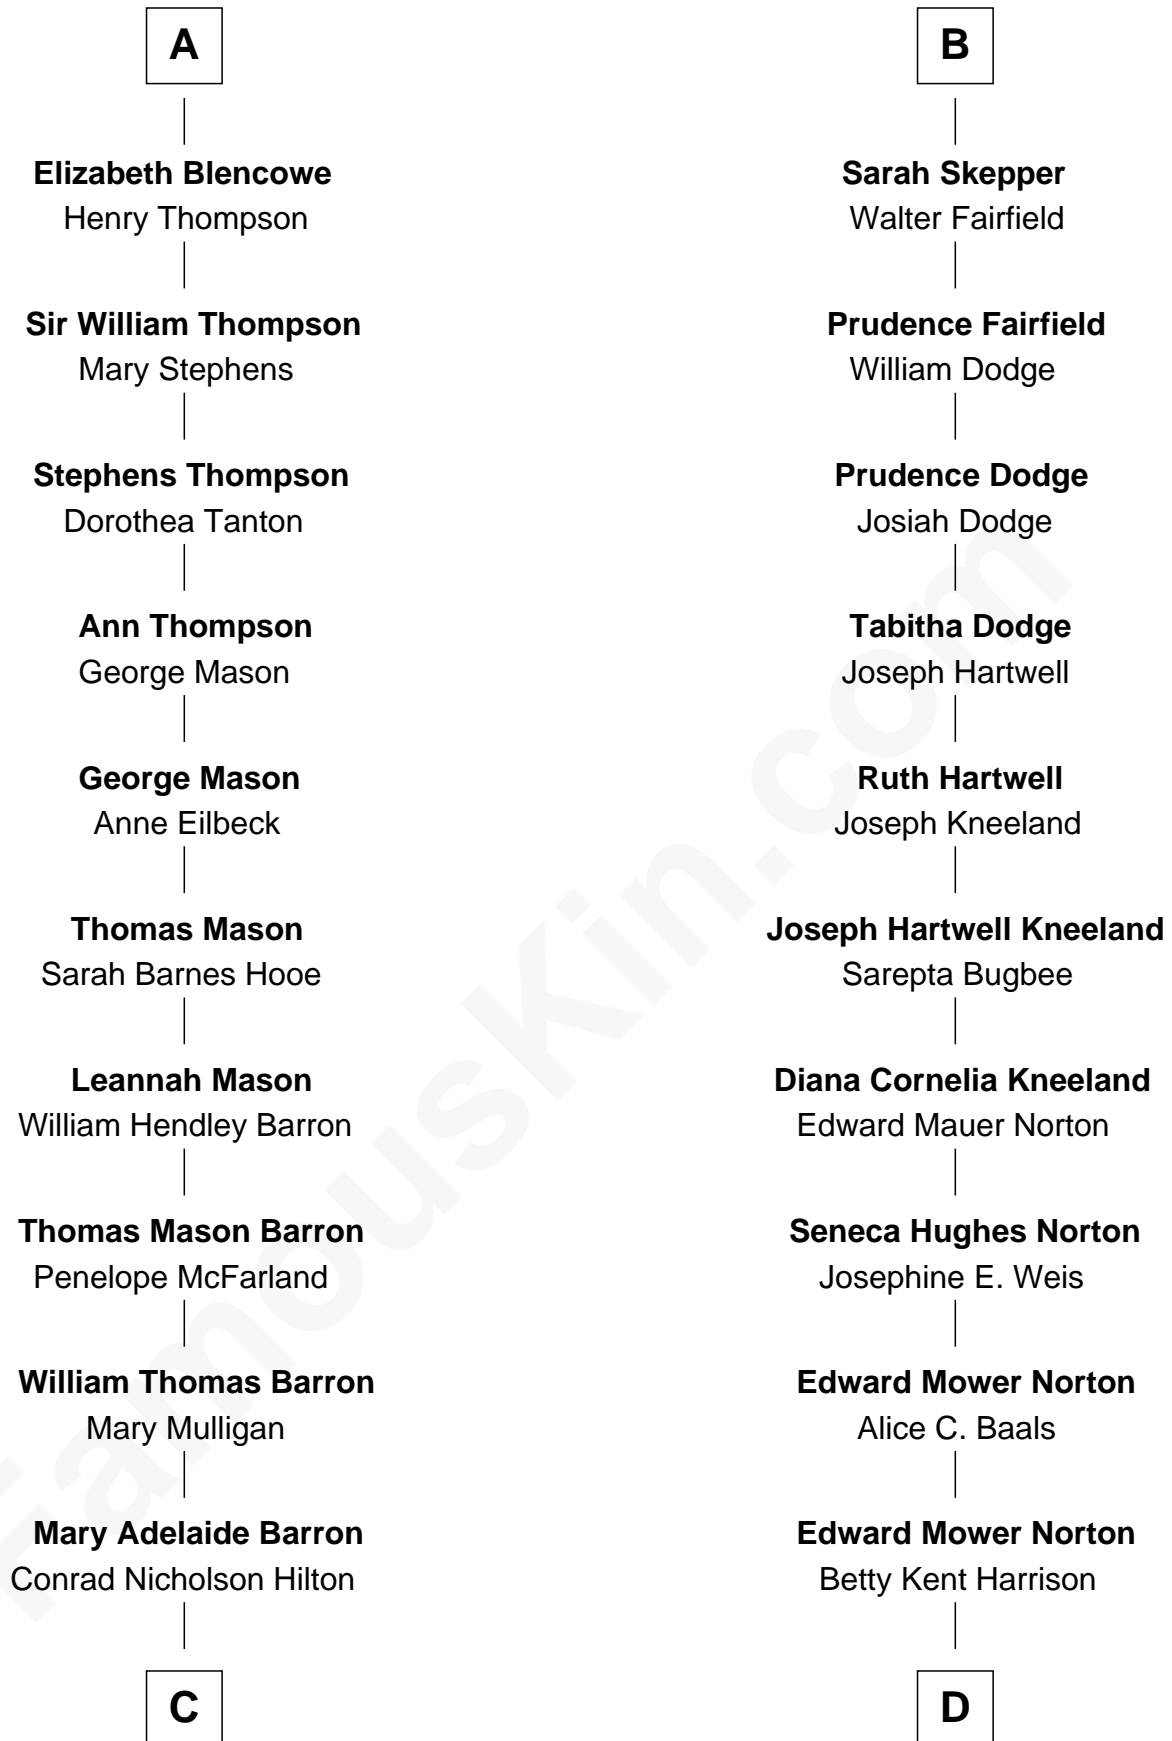 A
Elizabeth Blencowe
Henry Thompson
Sir William Thompson
Mary Stephens
Stephens Thompson
Dorothea Tanton
Ann Thompson
George Mason
George Mason
Anne Eilbeck
Thomas Mason
Sarah Barnes Hooe
Leannah Mason
William Hendley Barron
Thomas Mason Barron
Penelope McFarland
William Thomas Barron
Mary Mulligan
Mary Adelaide Barron
Conrad Nicholson Hilton
C
B
Sarah Skepper
Walter Fairfield
Prudence Fairfield
William Dodge
Prudence Dodge
Josiah Dodge
Tabitha Dodge
Joseph Hartwell
Ruth Hartwell
Joseph Kneeland
Joseph Hartwell Kneeland
Sarepta Bugbee
Diana Cornelia Kneeland
Edward Mauer Norton
Seneca Hughes Norton
Josephine E. Weis
Edward Mower Norton
Alice C. Baals
Edward Mower Norton
Betty Kent Harrison
D
FamousKin.com